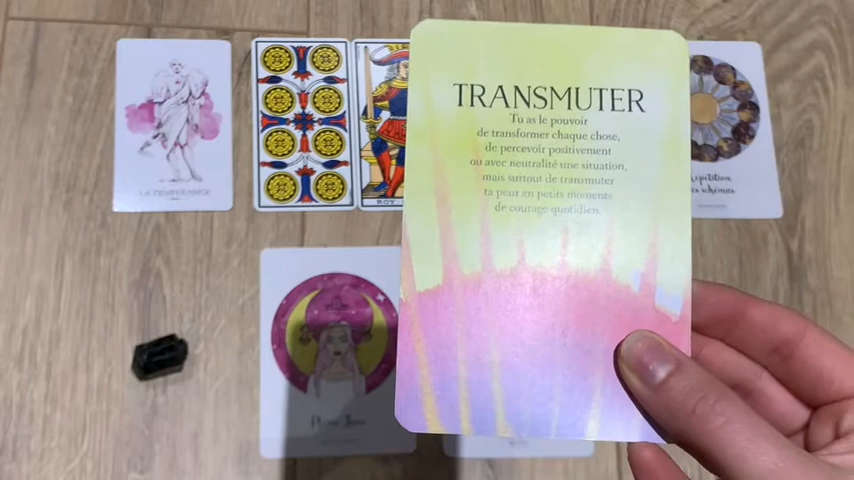 TRANSMUTER
Tu as le pouvoir
de transformer chaque chose,
de percevoir positivement
ou avec neutralité une situation,
mais surtout de transmuter
ta peur en petits moments
de courage quotidien.
LA TEMPERANCE
ROY